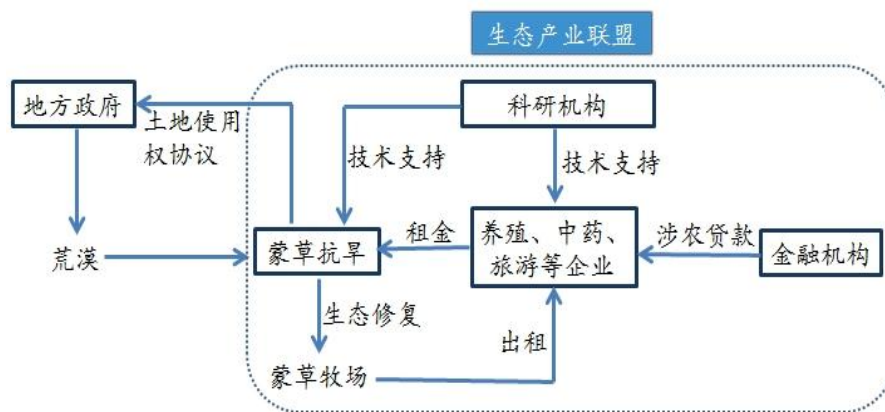 生态产业联盟
地方政府
科研机构
土地使用
权协议
技术支持
技术支持
荒漠
蒙草抗旱
租金
养殖、中药、
旅游等企业
涉农贷款
金融机构
生态修复
出租
蒙草牧场